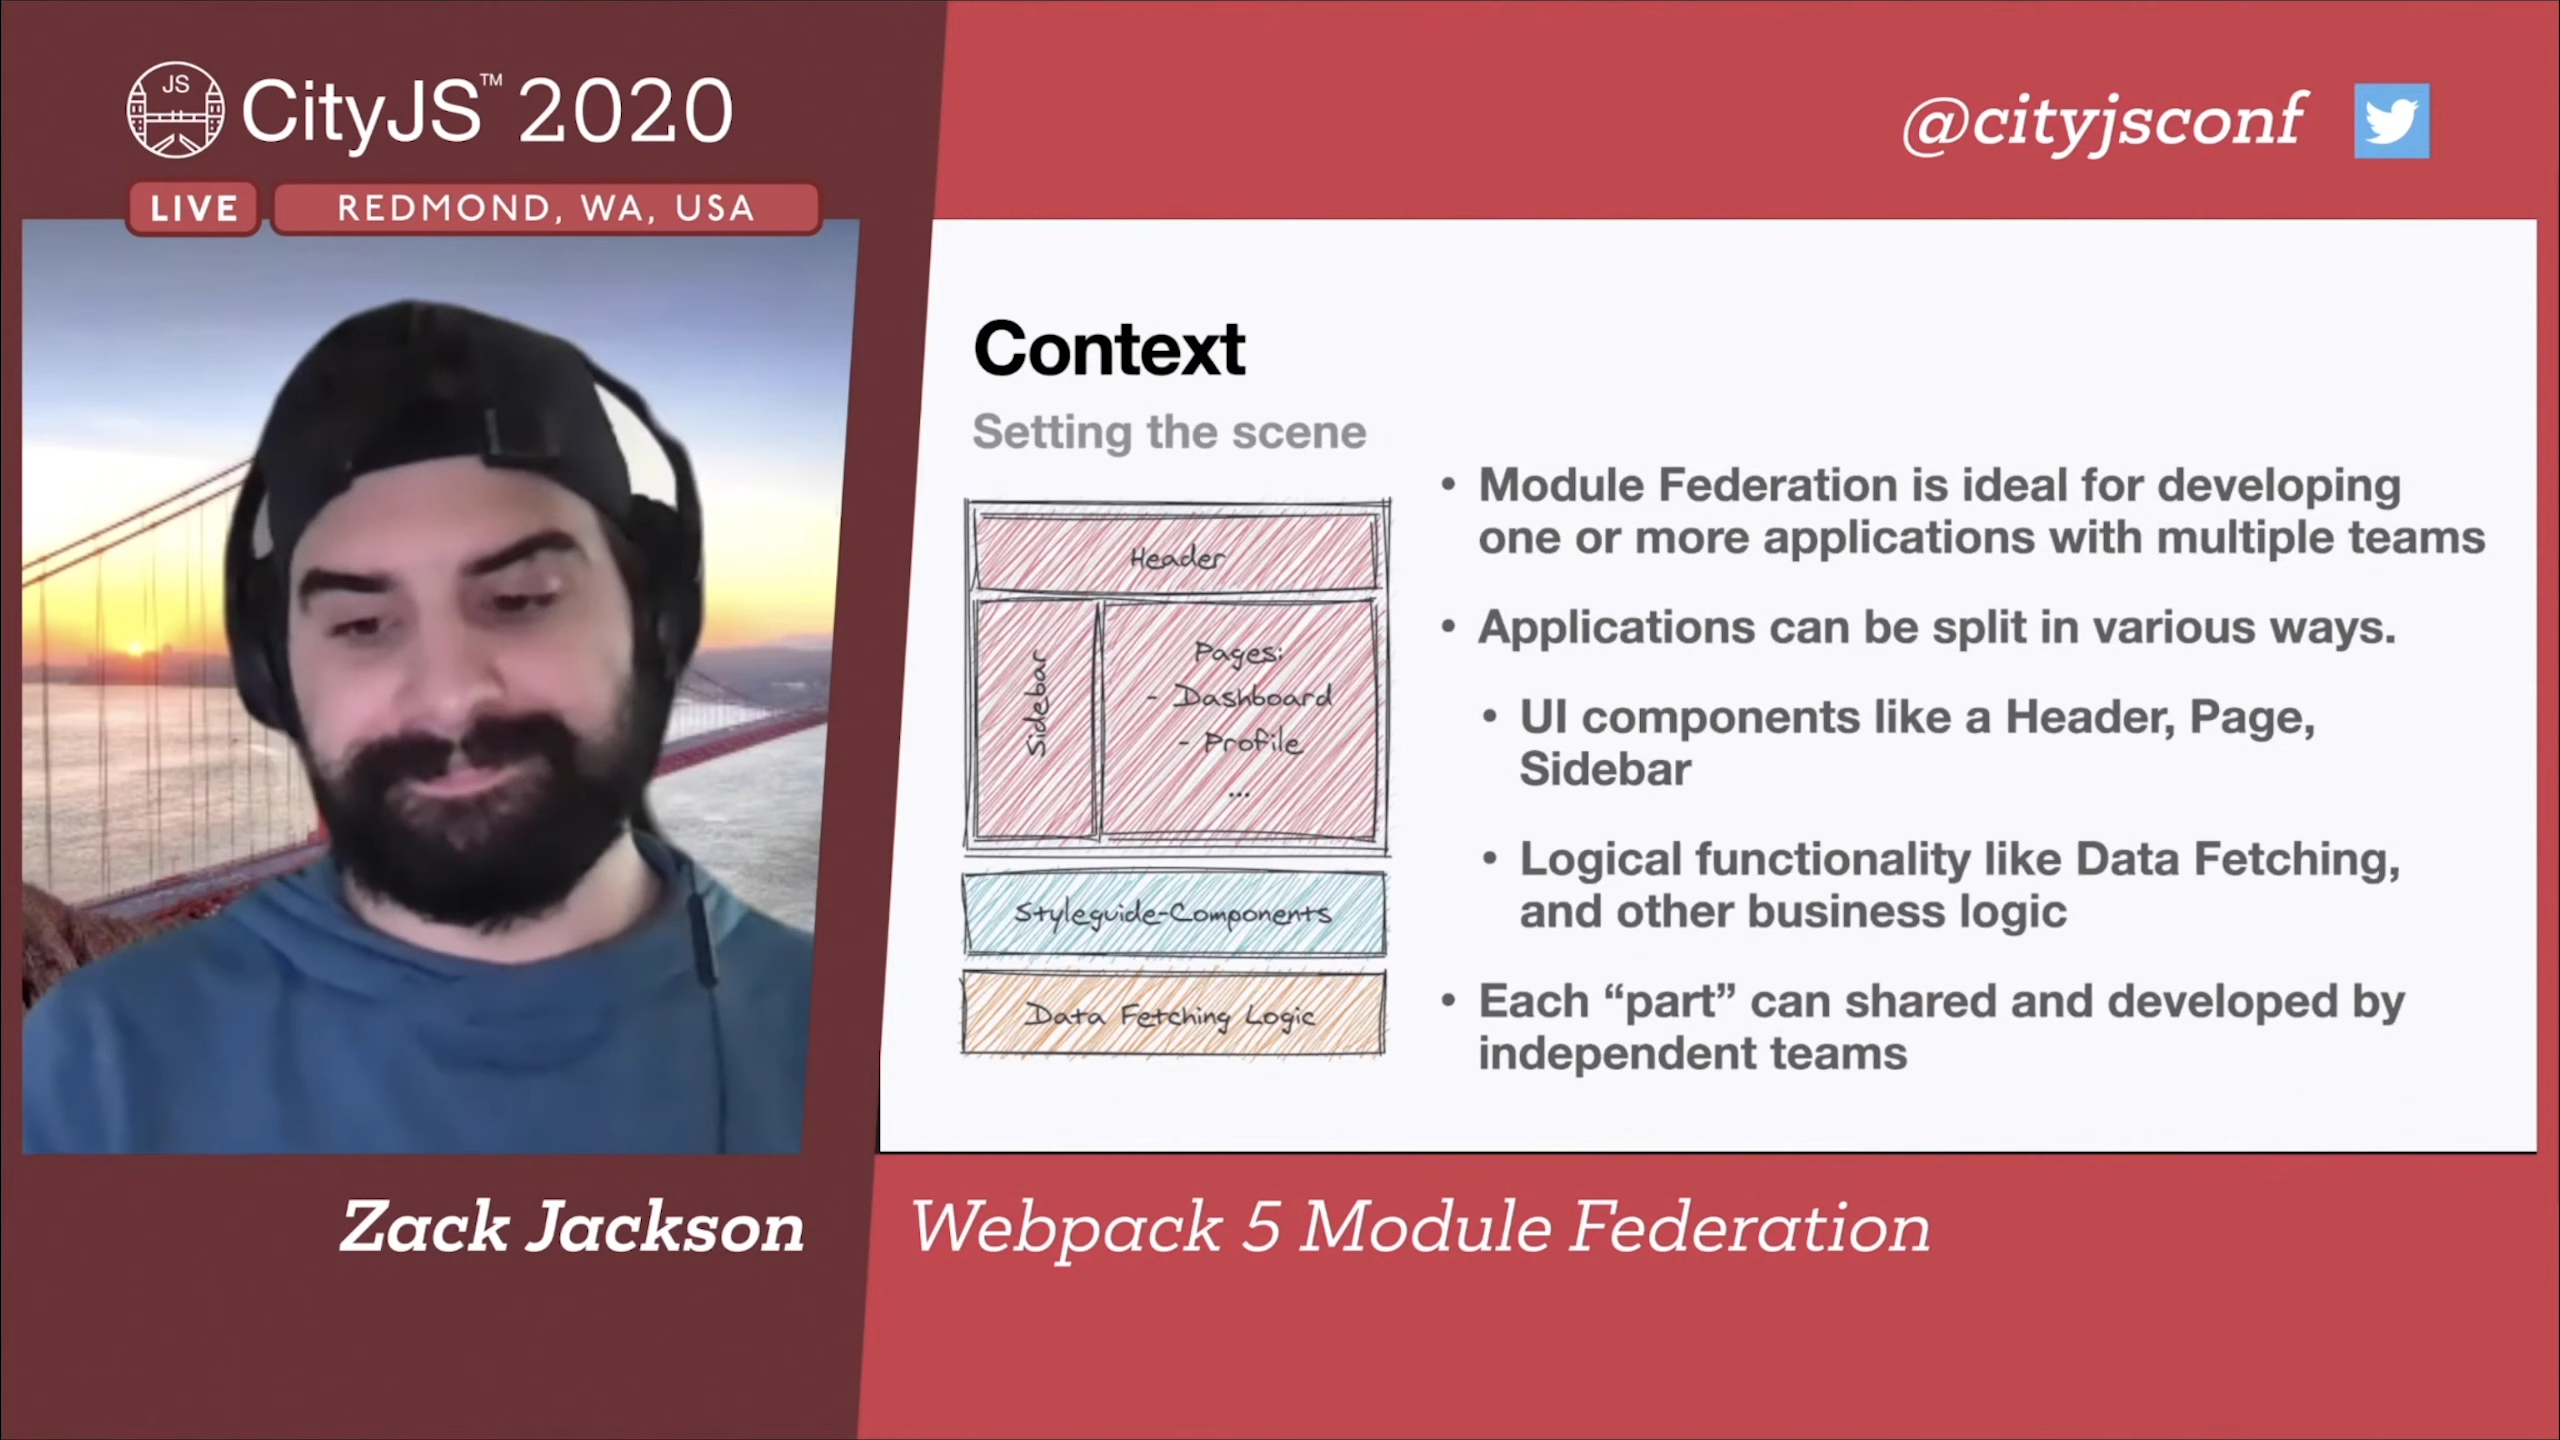 JS
CityJS™ 2020
LIVE
REDMOND, WA, USA
@cityjsconf
Context
Setting the scene
Header
Sidebar
Pages:
- Dashboard
- Profile
...
Styleguide-Components
Data Fetching Logic
• Module Federation is ideal for developing
one or more applications with multiple teams
• Applications can be split in various ways.
• UI components like a Header, Page,
Sidebar
• Logical functionality like Data Fetching,
and other business logic
• Each “part” can shared and developed by
independent teams
Zack Jackson
Webpack 5 Module Federation